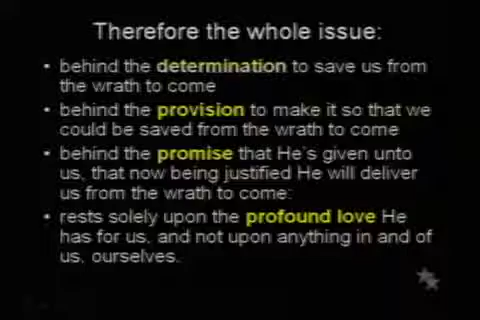 Therefore the whole issue:
• behind the determination to save us from
the wrath to come
• behind the provision to make it so that we
could be saved from the wrath to come
• behind the promise that He's given unto
us, that now being justified He will deliver
us from the wrath to come:
• rests solely upon the profound love He
has for us, and not upon anything in and of
us, ourselves.